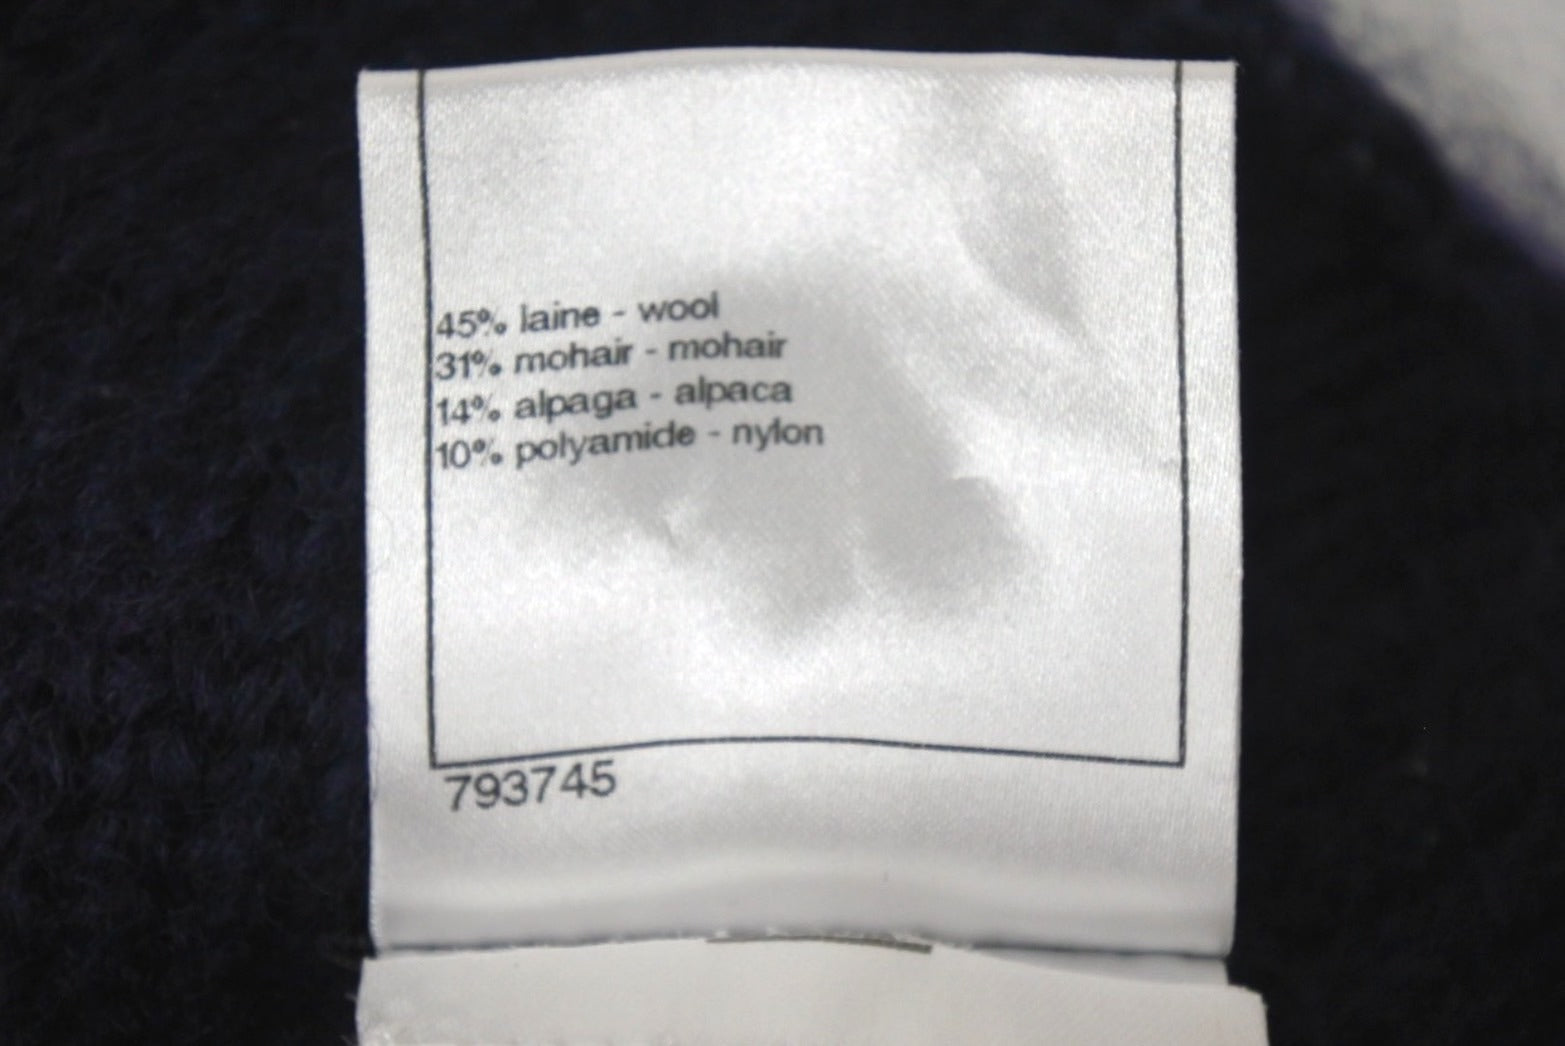 45% laine - wool
31% mohair - mohair
14% alpaga - alpaca
10% polyamide - nylon
793745